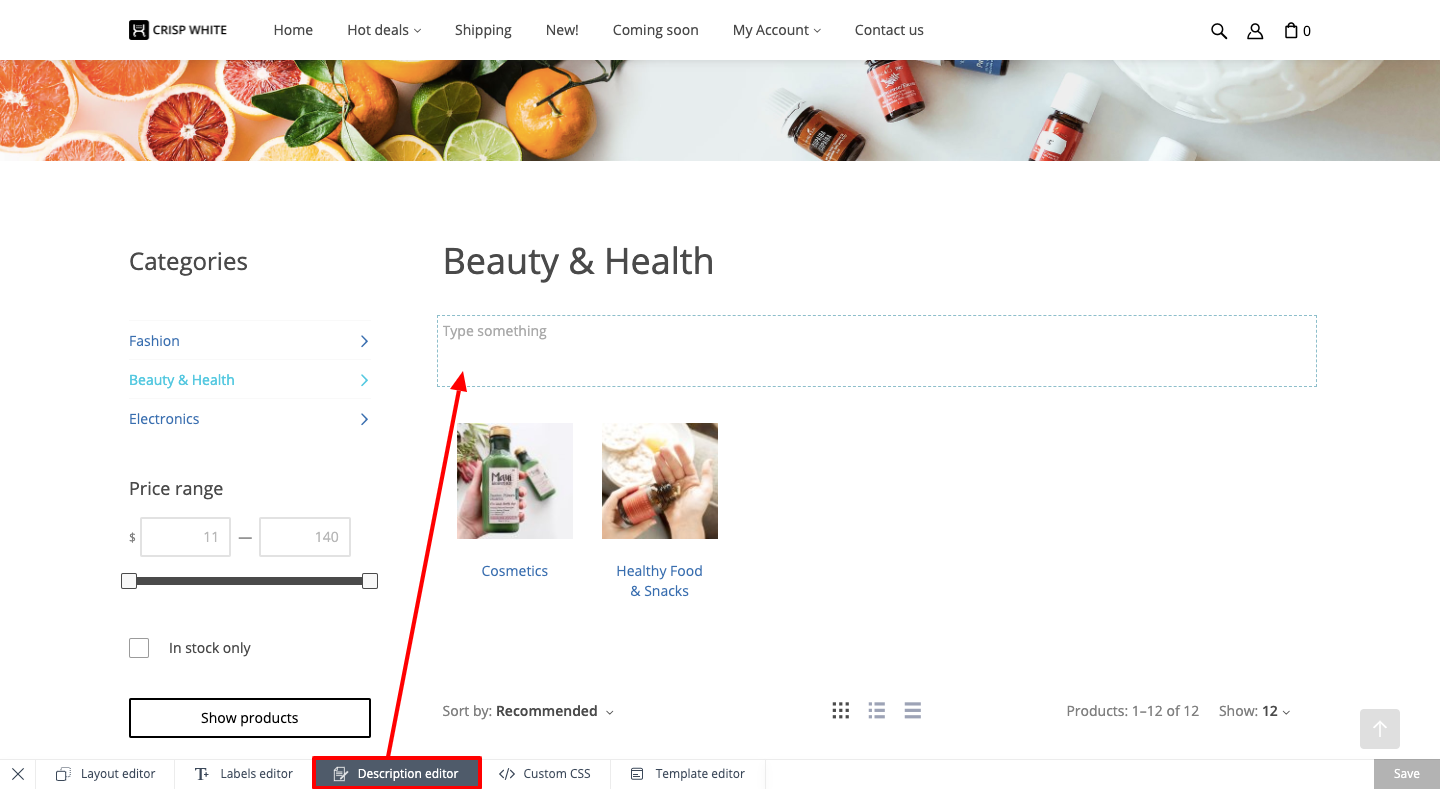 CRISP WHITE
Home
Hot deals
Shipping
New!
Coming soon
My Account
Contact us
0
Categories
Fashion
Beauty & Health
Electronics
Price range
$ 11 — 140
In stock only
Show products
Beauty & Health
Type something
Cosmetics
Healthy Food
& Snacks
Sort by: Recommended
Products: 1–12 of 12
Show: 12
Layout editor
Labels editor
Description editor
Custom CSS
Template editor
Save